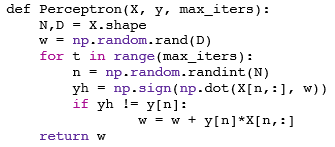 def Perceptron(X, y, max_iters):
    N,D = X.shape
    w = np.random.rand(D)
    for t in range(max_iters):
        n = np.random.randint(N)
        yh = np.sign(np.dot(X[n,:], w))
        if yh != y[n]:
                w = w + y[n]*X[n,:]
    return w